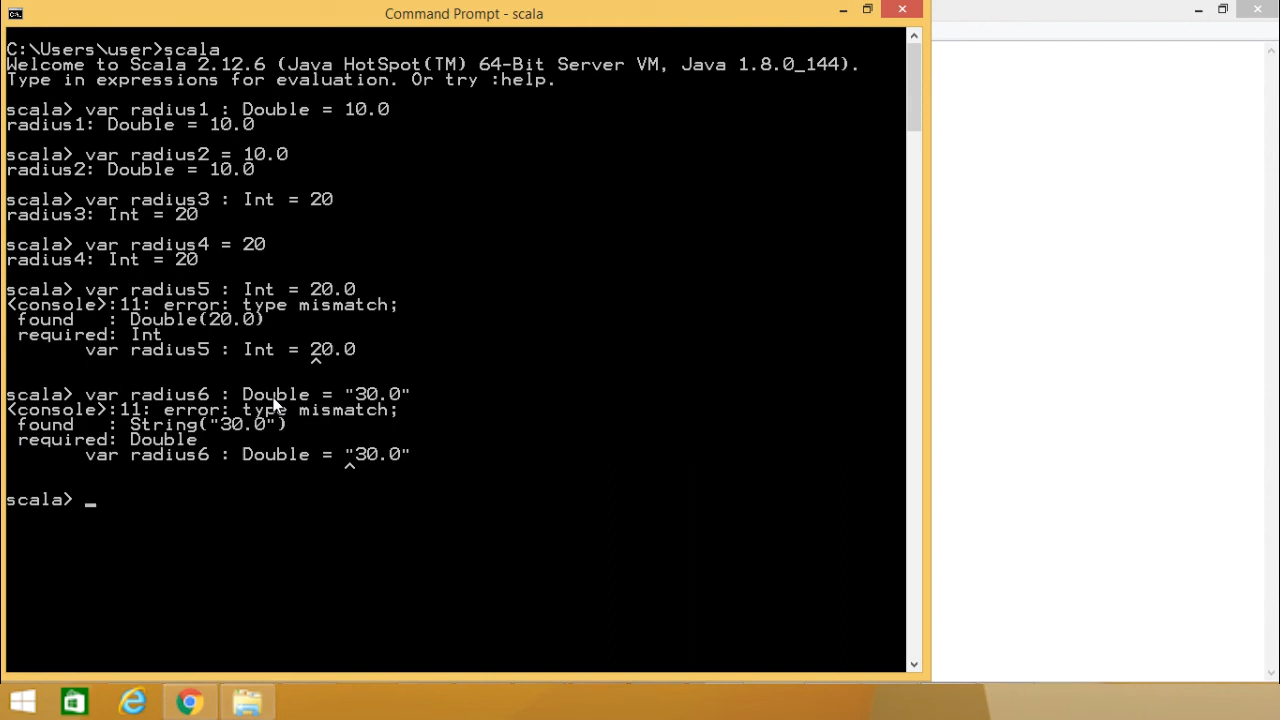 Command Prompt - scala
C:\Users\user>scala
Welcome to Scala 2.12.6 (Java HotSpot(TM) 64-Bit Server VM, Java 1.8.0_144).
Type in expressions for evaluation. Or try :help.
scala> var radius1 : Double = 10.0
radius1: Double = 10.0
scala> var radius2 = 10.0
radius2: Double = 10.0
scala> var radius3 : Int = 20
radius3: Int = 20
scala> var radius4 = 20
radius4: Int = 20
scala> var radius5 : Int = 20.0
<console>:11: error: type mismatch;
 found   : Double(20.0)
 required: Int
       var radius5 : Int = 20.0
                           ^
scala> var radius6 : Double = "30.0"
<console>:11: error: type mismatch;
 found   : String("30.0")
 required: Double
       var radius6 : Double = "30.0"
                              ^
scala> _